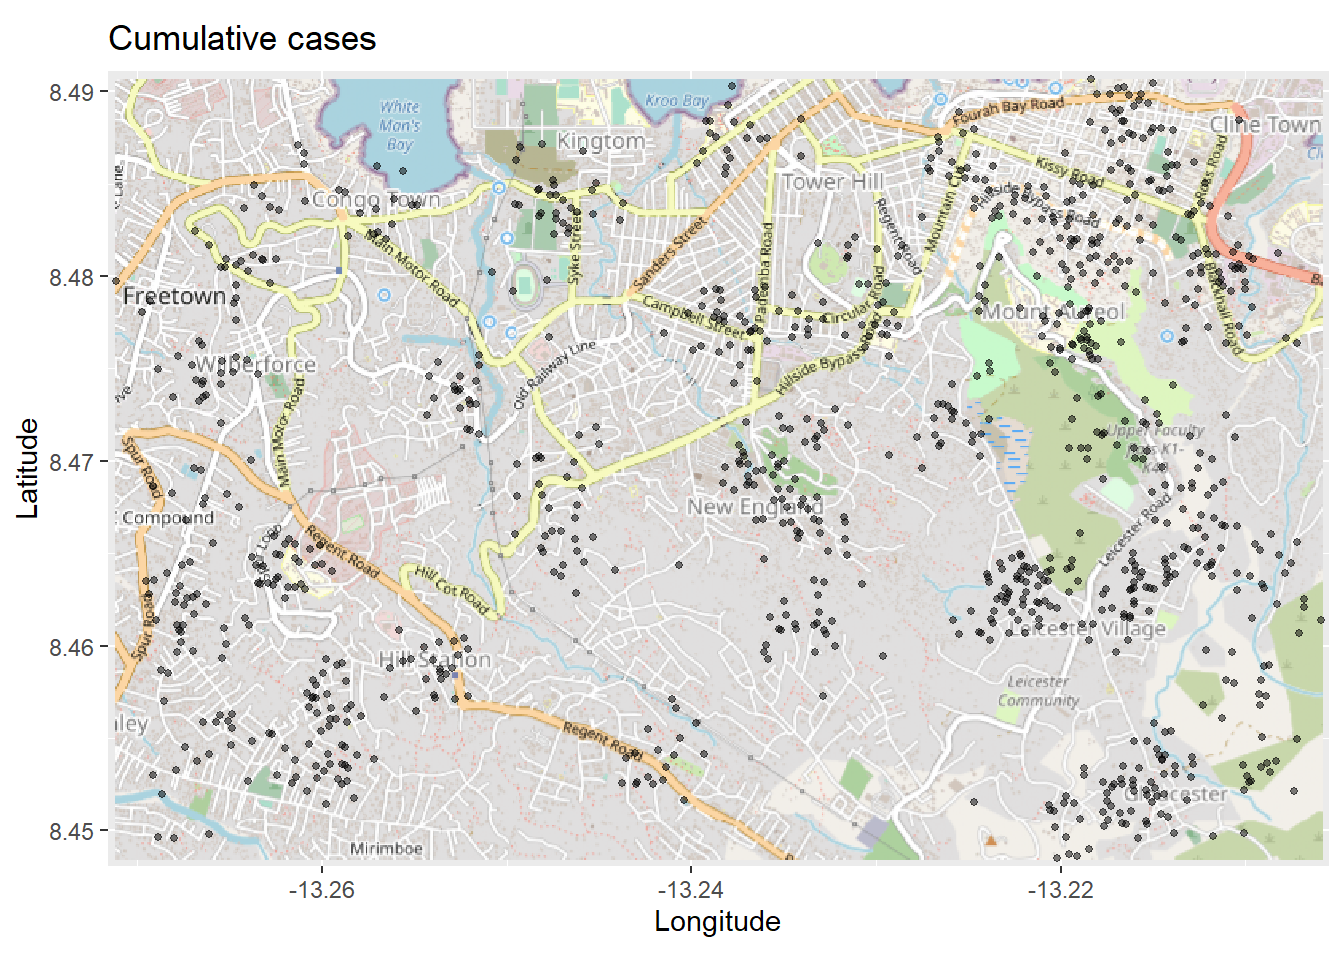 Cumulative cases
8.49
8.48
8.47
8.46
8.45
Latitude
-13.26
-13.24
-13.22
Longitude
White
Man's
Bay
Kroo Bay
Kingtom
Fourah Bay Road
Cline Town
Kissy Road
Ross Road
Lane
Congo Town
Tower Hill
Hillside Bypass Road
Mountain Cut
Regent Road
Main Motor Road
Syke Street
Sanders Street
Pademba Road
Freetown
Campbell Street
Circular Road
Mount Aureol
Blackhall Road
Wilberforce
Old Railway Line
Hillside Bypass Road
Main Motor Road
Spur Road
Upper Faculty
K1-
New England
Compound
Loop
Regent Road
Hill Cot Road
Leicester Road
Spur Road
Leicester Village
Hill Station
Leicester
Community
Regent Road
Gloucester
Mirimboe